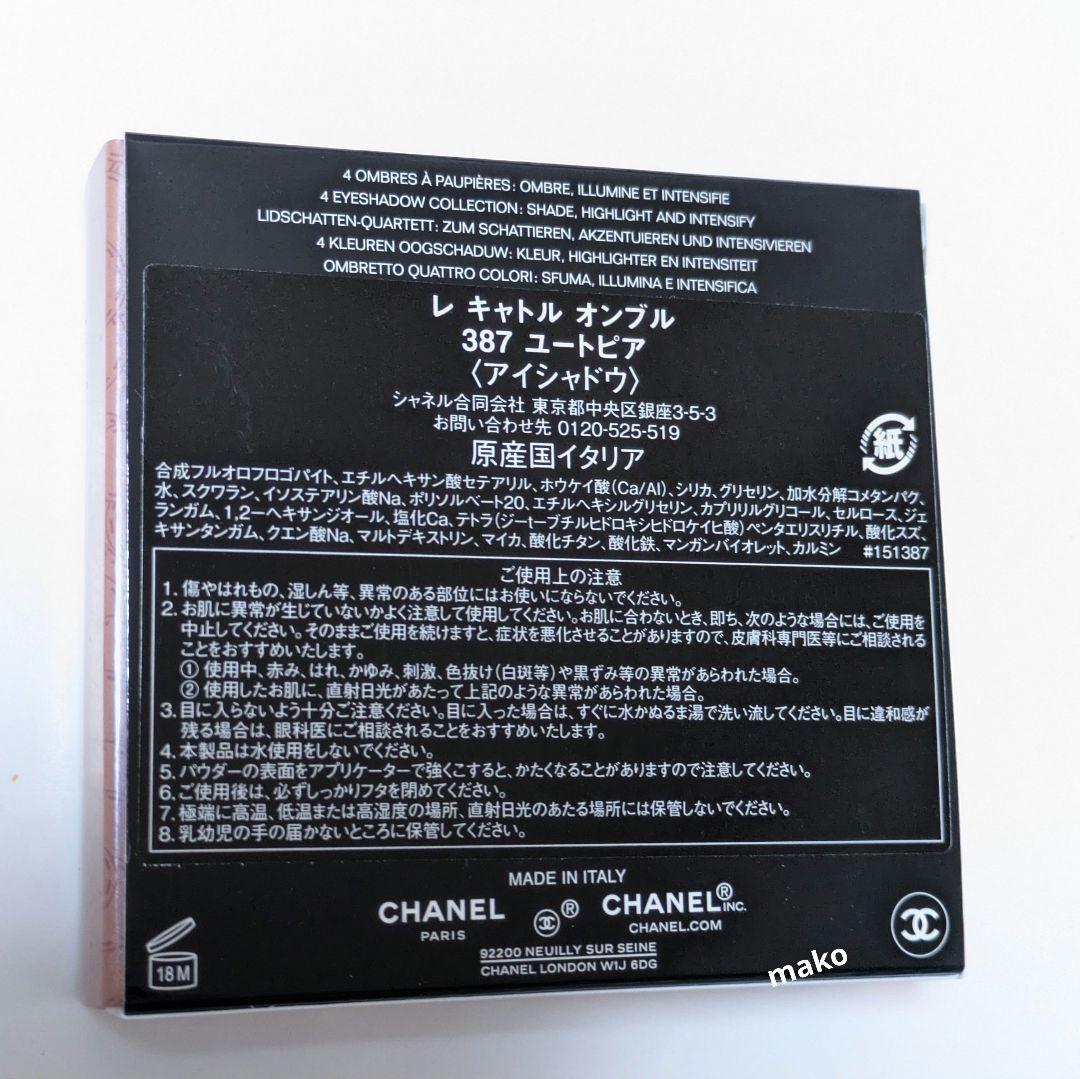 4 OMBRES À PAUPIÈRES: OMBRE, ILLUMINE ET INTENSIFIE
4 EYESHADOW COLLECTION: SHADE, HIGHLIGHT AND INTENSIFY
LIDSCHATTEN-QUARTETT: ZUM SCHATTIEREN, AKZENTUIEREN UND INTENSIVIEREN
4 KLEUREN OOGSCHADUW: KLEUR, HIGHLIGHTER EN INTENSITEIT
OMBRETTO QUATTRO COLORI: SFUMA, ILLUMINA E INTENSIFICA
レ キャトル オンブル
387 ユートピア
〈アイシャドウ〉
シャネル合同会社 東京都中央区銀座3-5-3
お問い合わせ先 0120-525-519
原産国イタリア
紙
合成フルオロフロゴパイト、エチルヘキサン酸セテアリル、ホウケイ酸(Ca/Al)、シリカ、グリセリン、加水分解コメタンパク、
水、スクワラン、イソステアリン酸Na、ポリソルベート20、エチルヘキシルグリセリン、カプリリルグリコール、セルロース、ジェ
ランガム、1,2-ヘキサンジオール、塩化Ca、テトラ(ジ-t-ブチルヒドロキシヒドロケイヒ酸)ペンタエリスリチル、酸化スズ、
キサンタンガム、クエン酸Na、マルトデキストリン、マイカ、酸化チタン、酸化鉄、マンガンバイオレット、カルミン #151387
ご使用上の注意
1. 傷やはれもの、湿しん等、異常のある部位にはお使いにならないでください。
2. お肌に異常が生じていないかよく注意して使用してください。お肌に合わないとき、即ち、次のような場合には、ご使用を
中止してください。そのままご使用を続けますと、症状を悪化させることがありますので、皮膚科専門医等にご相談される
ことをおすすめいたします。
① 使用中、赤み、はれ、かゆみ、刺激、色抜け(白斑等)や黒ずみ等の異常があらわれた場合。
② 使用したお肌に、直射日光があたって上記のような異常があらわれた場合。
3. 目に入らないよう十分ご注意ください。目に入った場合は、すぐに水かぬるま湯で洗い流してください。目に違和感が
残る場合は、眼科医にご相談されることをおすすめいたします。
4. 本製品は水使用をしないでください。
5. パウダーの表面をアプリケーターで強くこすると、かたくなることがありますので注意してください。
6. ご使用後は、必ずしっかりフタを閉めてください。
7. 極端に高温、低温または高湿度の場所、直射日光のあたる場所には保管しないでください。
8. 乳幼児の手の届かないところに保管してください。
MADE IN ITALY
CHANEL ® CHANEL® INC.
PARIS CHANEL.COM
92200 NEUILLY SUR SEINE
CHANEL LONDON W1J 6DG
18 M
mako